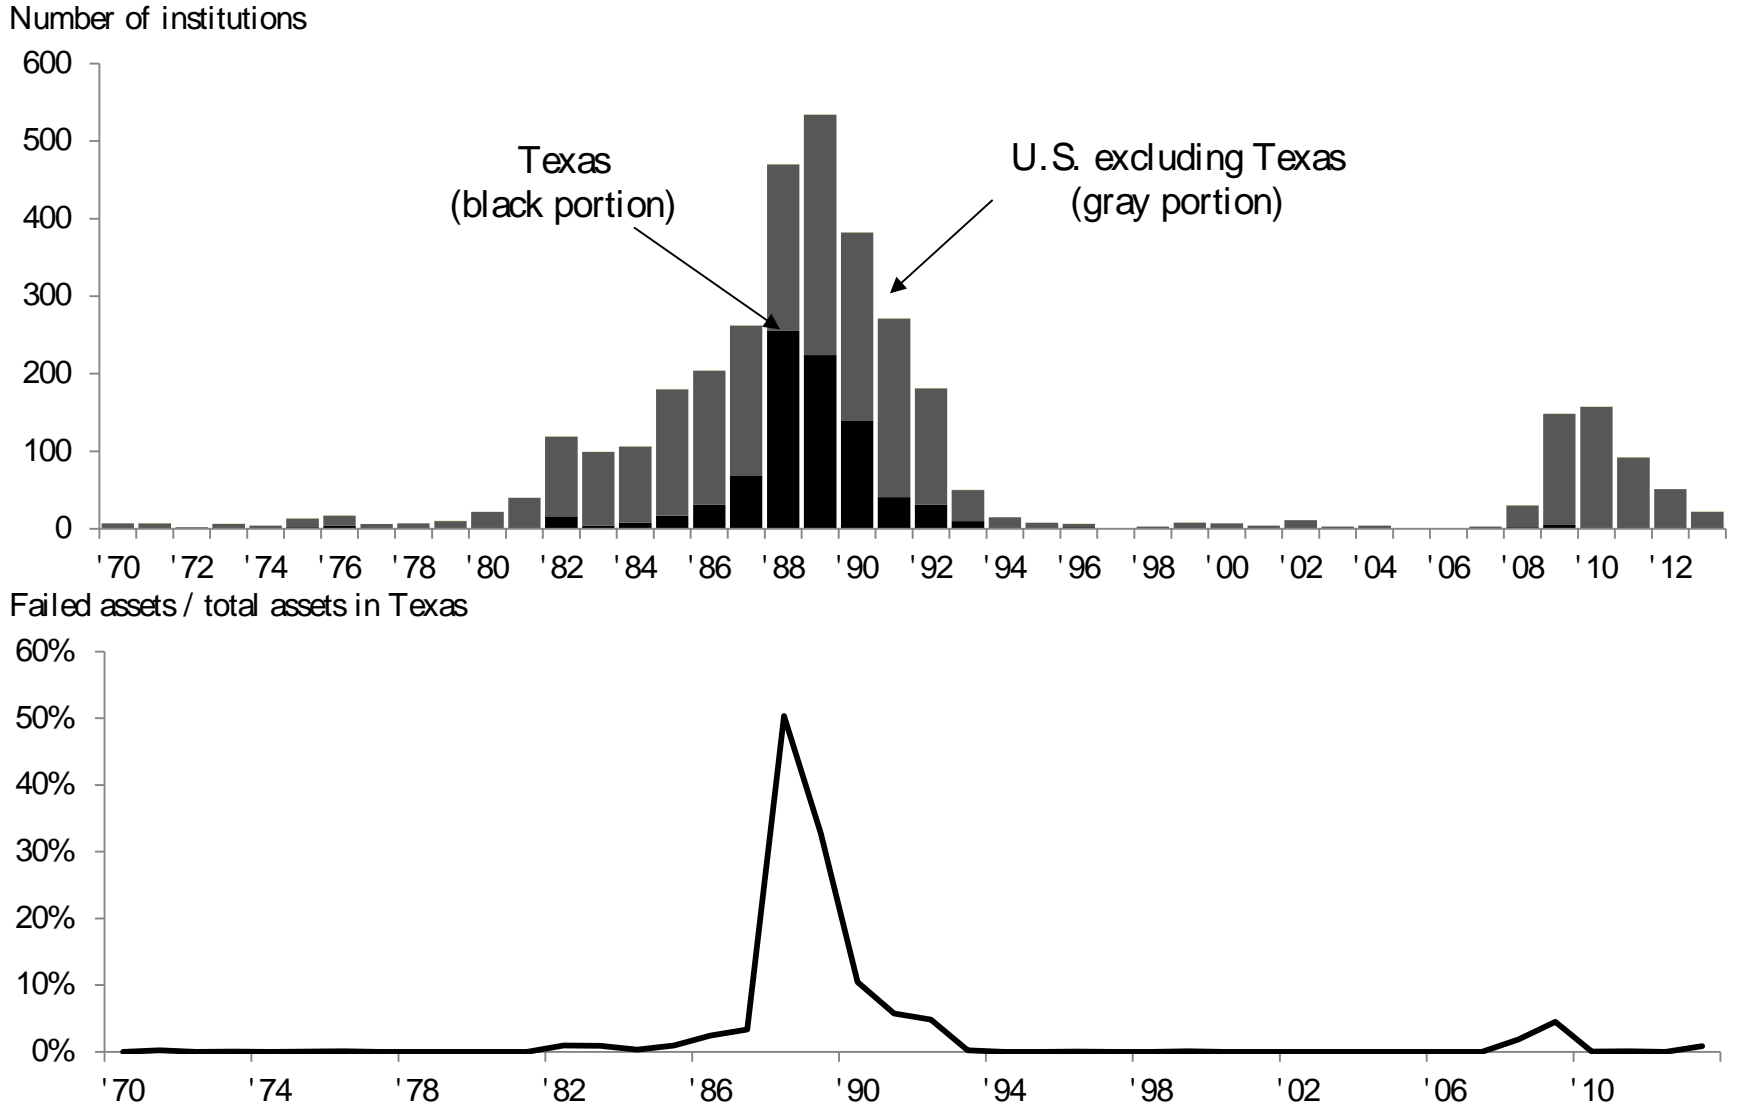 Number of institutions
600
500
400
300
200
100
0
Texas
(black portion)
U.S. excluding Texas
(gray portion)
'70 '72 '74 '76 '78 '80 '82 '84 '86 '88 '90 '92 '94 '96 '98 '00 '02 '04 '06 '08 '10 '12
Failed assets / total assets in Texas
60%
50%
40%
30%
20%
10%
0%
'70 '74 '78 '82 '86 '90 '94 '98 '02 '06 '10